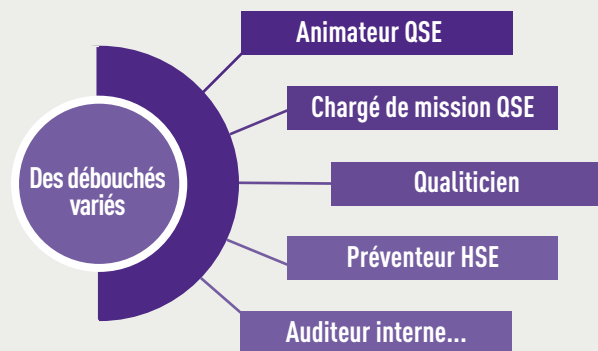 Des débouchés
variés
Animateur QSE
Chargé de mission QSE
Qualiticien
Préventeur HSE
Auditeur interne...